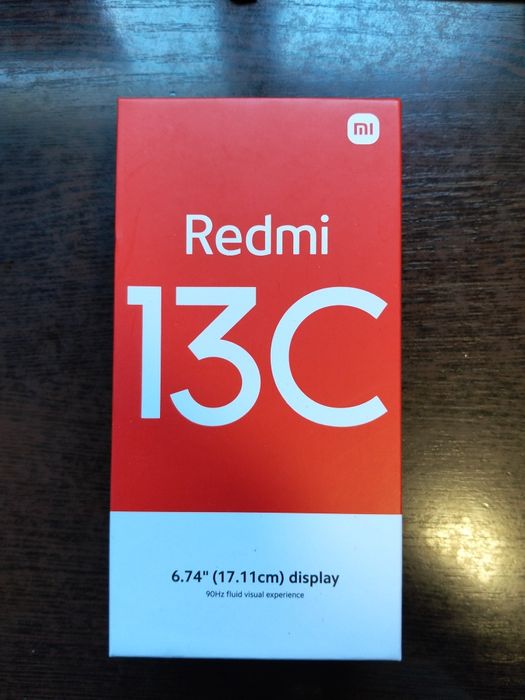 mi
Redmi
13C
6.74" (17.11cm) display
90Hz fluid visual experience